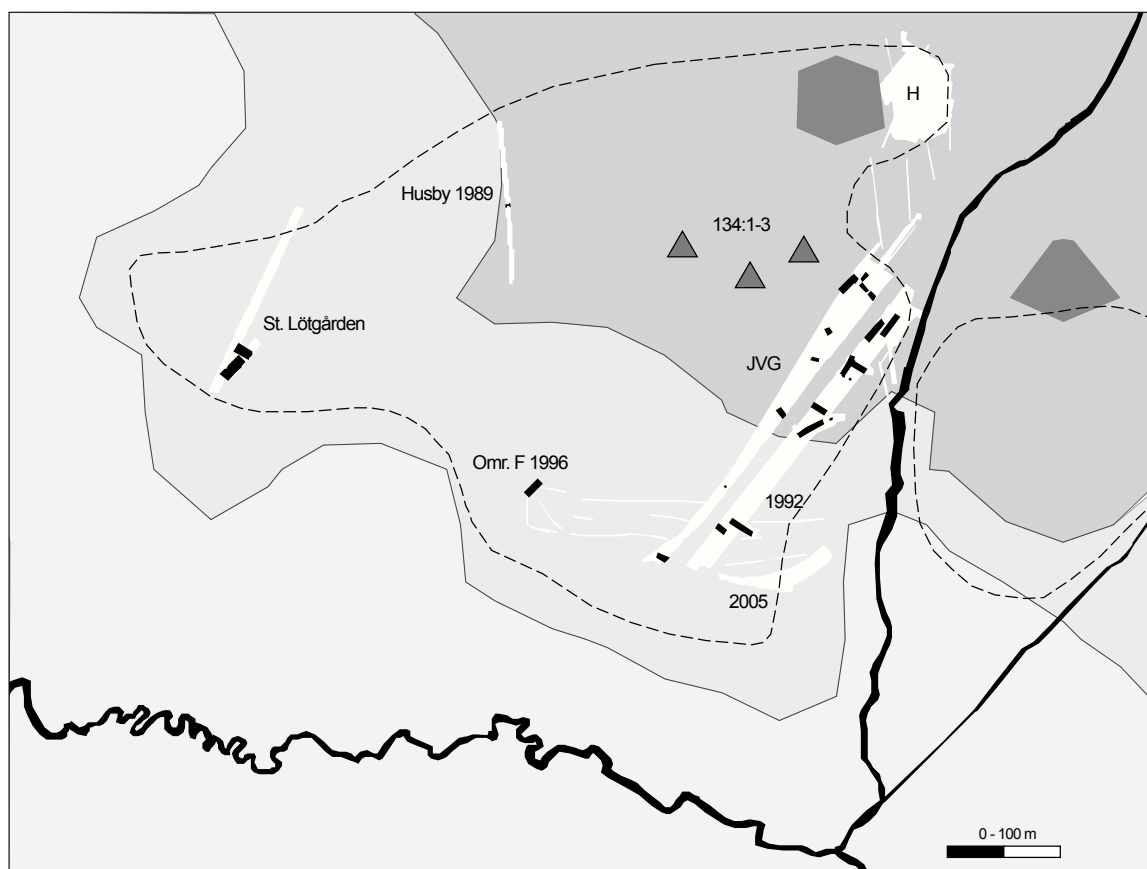 H
Husby 1989
134:1-3
St. Lötgården
JVG
Omr. F 1996
1992
2005
0 - 100 m